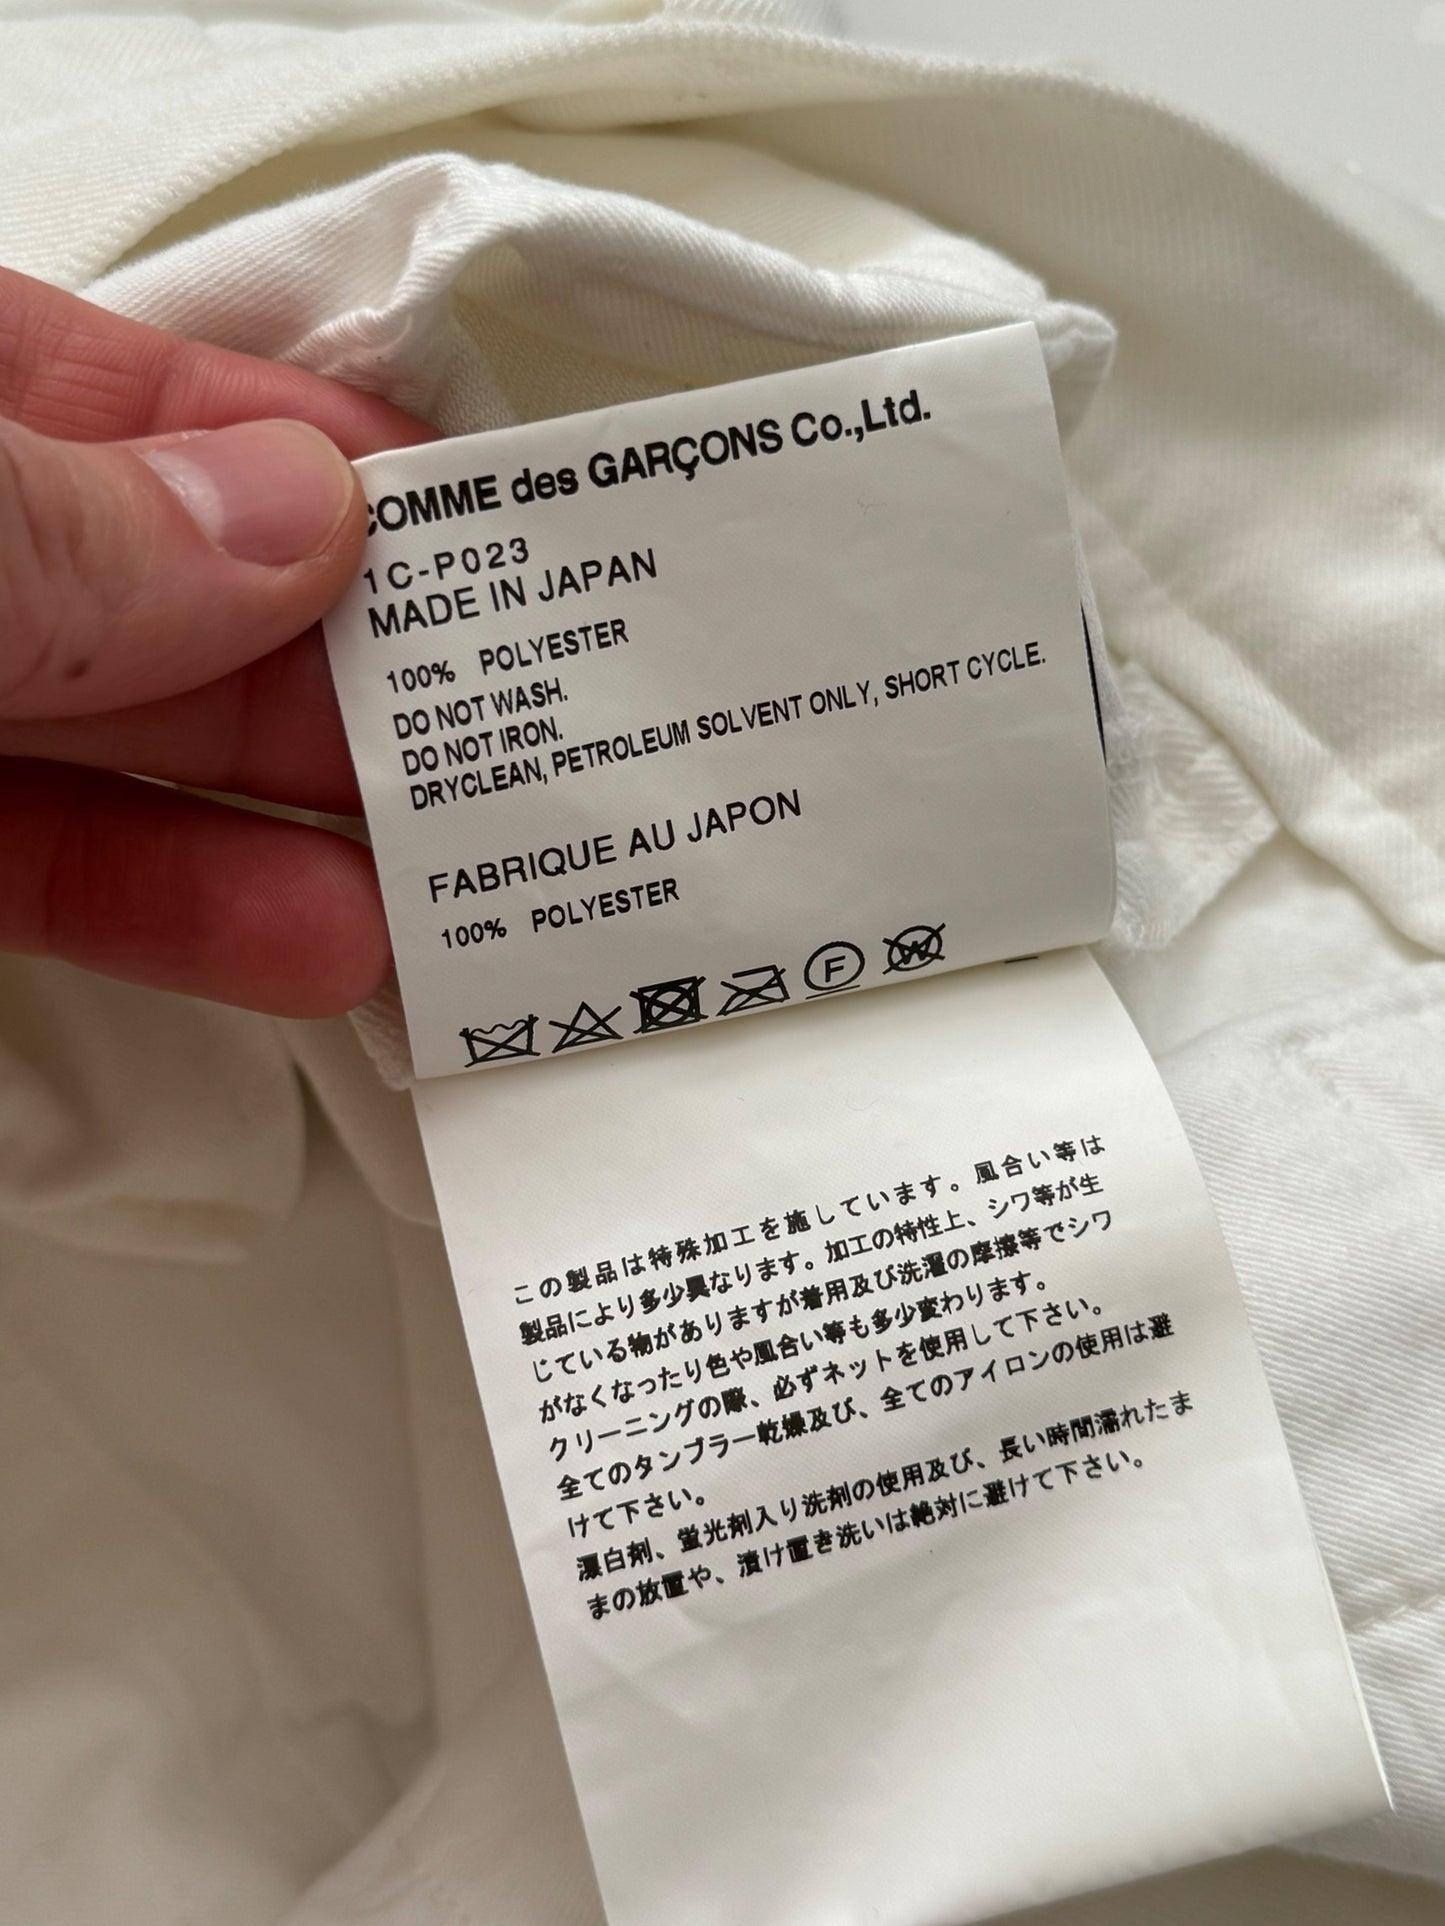 COMME des GARÇONS Co.,Ltd.
1C-P023
MADE IN JAPAN
100% POLYESTER
DO NOT WASH.
DO NOT IRON.
DRYCLEAN, PETROLEUM SOLVENT ONLY, SHORT CYCLE.
FABRIQUE AU JAPON
100% POLYESTER
F W
この製品は特殊加工を施しています。風合い等は
製品により多少異なります。加工の特性上、シワ等が生
じている物がありますが着用及び洗濯の摩擦等でシワ
がなくなったり色や風合い等も多少変わります。
クリーニングの際、必ずネットを使用して下さい。
全てのタンブラー乾燥及び、全てのアイロンの使用は避
けて下さい。
漂白剤、蛍光剤入り洗剤の使用及び、長い時間濡れたま
まの放置や、漬け置き洗いは絶対に避けて下さい。